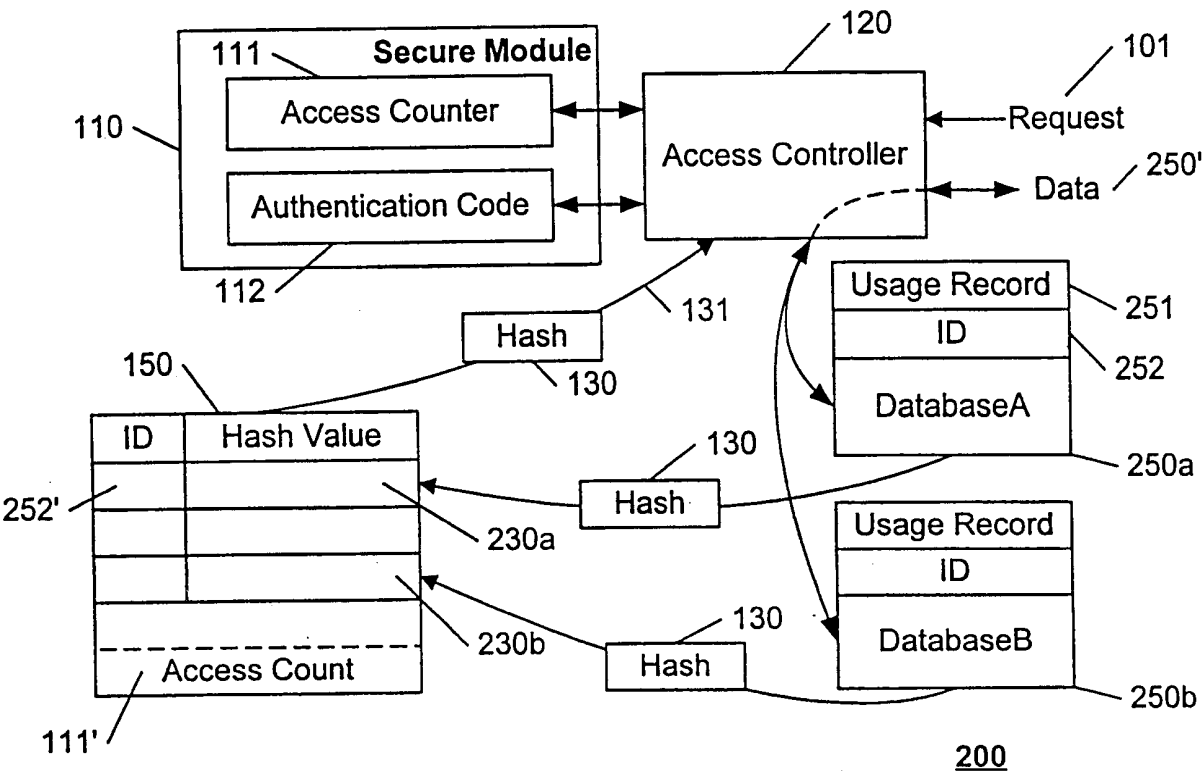 120
111
Secure Module
101
Access Counter
Request
110
Access Controller
Authentication Code
Data
250'
112
131
Usage Record
251
ID
252
Hash
130
150
DatabaseA
ID
Hash Value
130
250a
252'
Hash
230a
Usage Record
ID
130
230b
DatabaseB
Hash
Access Count
250b
111'
200